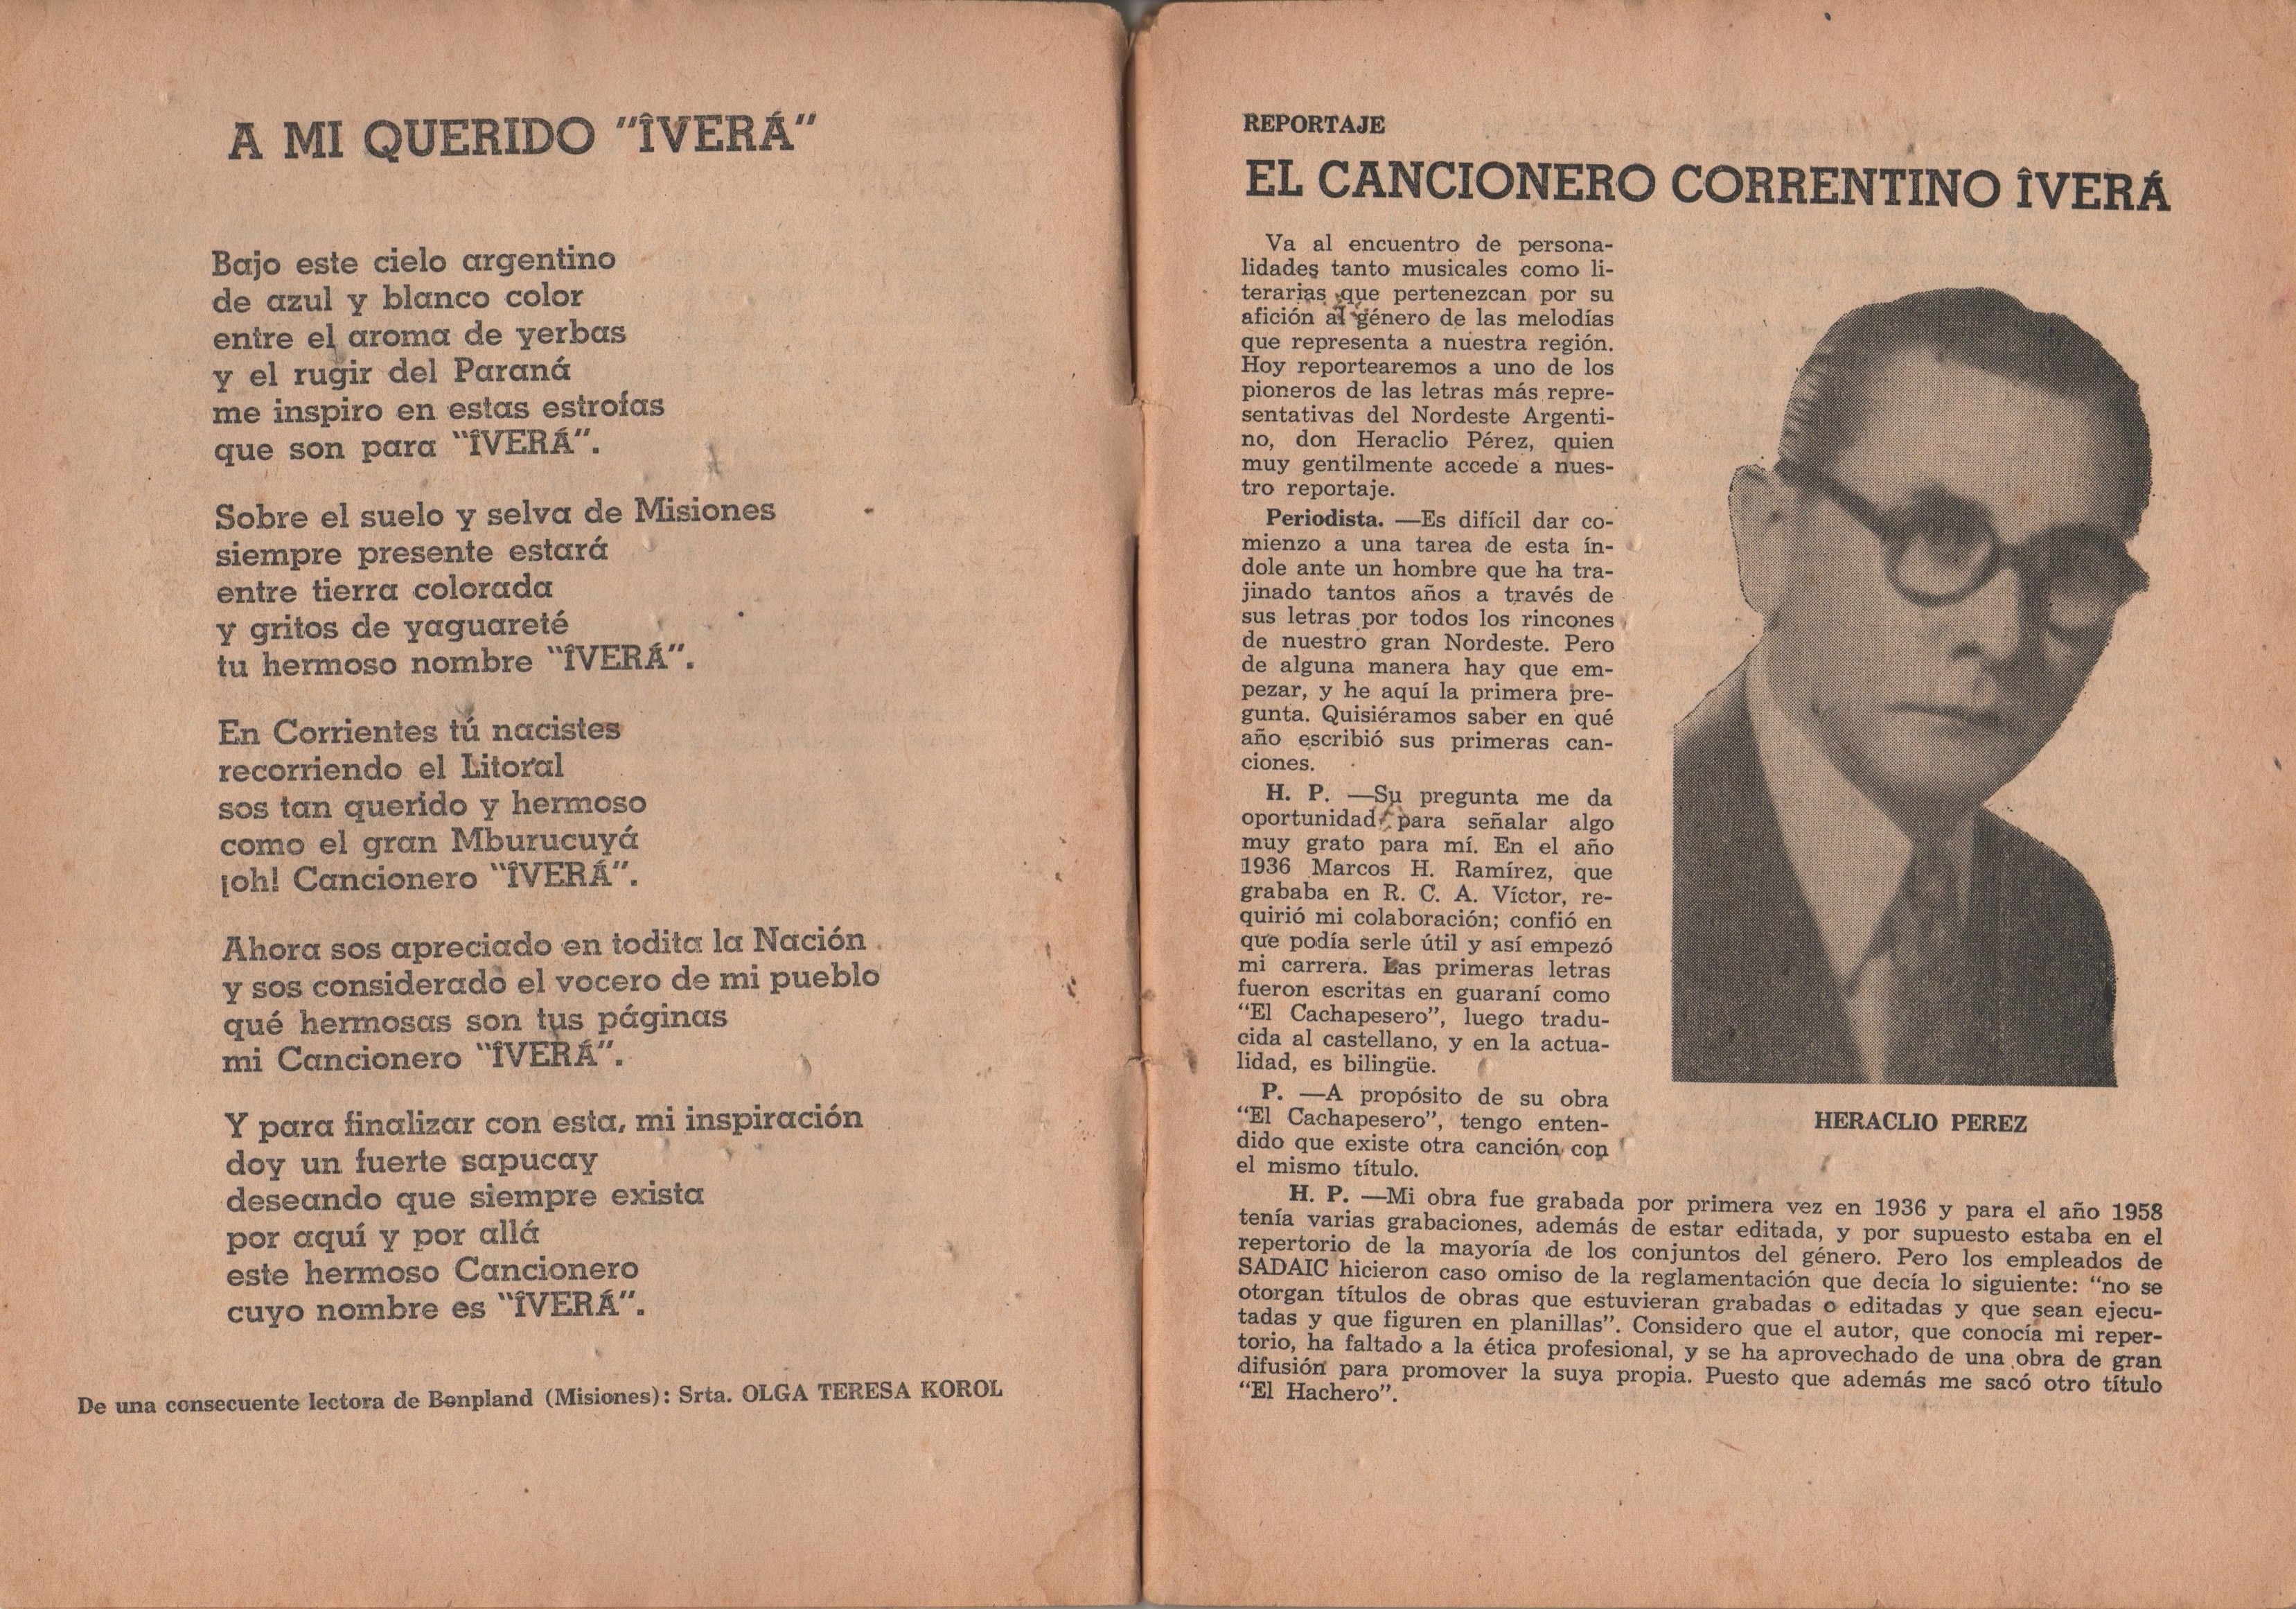 A MI QUERIDO "ÎVERÁ"
Bajo este cielo argentino
de azul y blanco color
entre el aroma de yerbas
y el rugir del Paraná
me inspiro en estas estrofas
que son para "ÎVERÁ".
Sobre el suelo y selva de Misiones
siempre presente estará
entre tierra colorada
y gritos de yaguareté
tu hermoso nombre "ÎVERÁ".
En Corrientes tú nacistes
recorriendo el Litoral
sos tan querido y hermoso
como el gran Mburucuyá
¡oh! Cancionero "ÎVERÁ".
Ahora sos apreciado en todita la Nación
y sos considerado el vocero de mi pueblo
qué hermosas son tus páginas
mi Cancionero "ÎVERÁ".
Y para finalizar con esta, mi inspiración
doy un fuerte sapucay
deseando que siempre exista
por aquí y por allá
este hermoso Cancionero
cuyo nombre es "ÎVERÁ".
De una consecuente lectora de Bonpland (Misiones): Srta. OLGA TERESA KOROL
REPORTAJE
EL CANCIONERO CORRENTINO ÎVERÁ
Va al encuentro de persona-
lidades tanto musicales como li-
terarias que pertenezcan por su
afición al género de las melodías
que representa a nuestra región.
Hoy reportearemos a uno de los
pioneros de las letras más repre-
sentativas del Nordeste Argenti-
no, don Heraclio Pérez, quien
muy gentilmente accede a nues-
tro reportaje.
Periodista. —Es difícil dar co-
mienzo a una tarea de esta ín-
dole ante un hombre que ha tra-
jinado tantos años a través de
sus letras por todos los rincones
de nuestro gran Nordeste. Pero
de alguna manera hay que em-
pezar, y he aquí la primera pre-
gunta. Quisiéramos saber en qué
año escribió sus primeras can-
ciones.
H. P. —Su pregunta me da
oportunidad para señalar algo
muy grato para mí. En el año
1936 Marcos H. Ramírez, que
grababa en R. C. A. Víctor, re-
quirió mi colaboración; confió en
que podía serle útil y así empezó
mi carrera. Las primeras letras
fueron escritas en guaraní como
"El Cachapesero", luego tradu-
cida al castellano, y en la actua-
lidad, es bilingüe.
P. —A propósito de su obra
"El Cachapesero", tengo enten-
dido que existe otra canción con
el mismo título.
HERACLIO PEREZ
H. P. —Mi obra fue grabada por primera vez en 1936 y para el año 1958
tenía varias grabaciones, además de estar editada, y por supuesto estaba en el
repertorio de la mayoría de los conjuntos del género. Pero los empleados de
SADAIC hicieron caso omiso de la reglamentación que decía lo siguiente: "no se
otorgan títulos de obras que estuvieran grabadas o editadas y que sean ejecu-
tadas y que figuren en planillas". Considero que el autor, que conocía mi reper-
torio, ha faltado a la ética profesional, y se ha aprovechado de una obra de gran
difusión para promover la suya propia. Puesto que además me sacó otro título
"El Hachero".